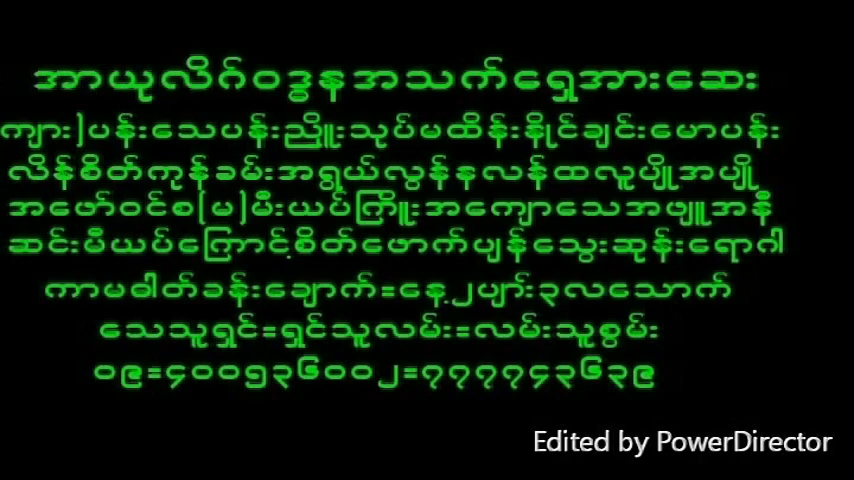 အာယုလိဂ်ဝဒ္ဓနအသက်ရှေအားဆေး
ကျား)ပန်းသေပန်းညှိုးသုပ်မထိန်းနိုင်ချင်းမောပန်း
လိန်စိတ်ကုန်ခမ်းအရွယ်လွန်နလန်ထလူပျိုအပျို
အဖော်ဝင်စ(မ)မီးယပ်ကြိုးအကျောသေအဖျူအနီ
ဆင်းမီယပ်ကြောင့်စိတ်ဖောက်ပျန်သွေးဆုန်းရောဂါ
ကာမဓါတ်ခန်းချောက်=နေ့၂ပျာ်း၃လသောက်
သေသူရှင်=ရှင်သူလမ်း=လမ်းသူစွမ်း
၀၉=၄၀၀၅၃၆၀၀၂=၇၇၇၇၄၃၆၃၉
Edited by PowerDirector